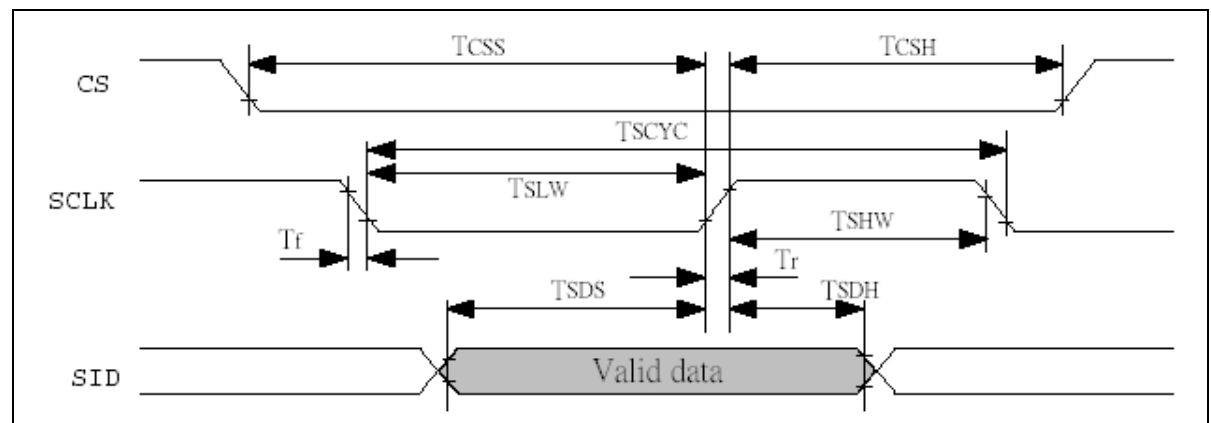 TCSS
TCSH
CS
TSCYC
SCLK
TSLW
TSHW
Tf
Tr
TSDS
TSDH
SID
Valid data